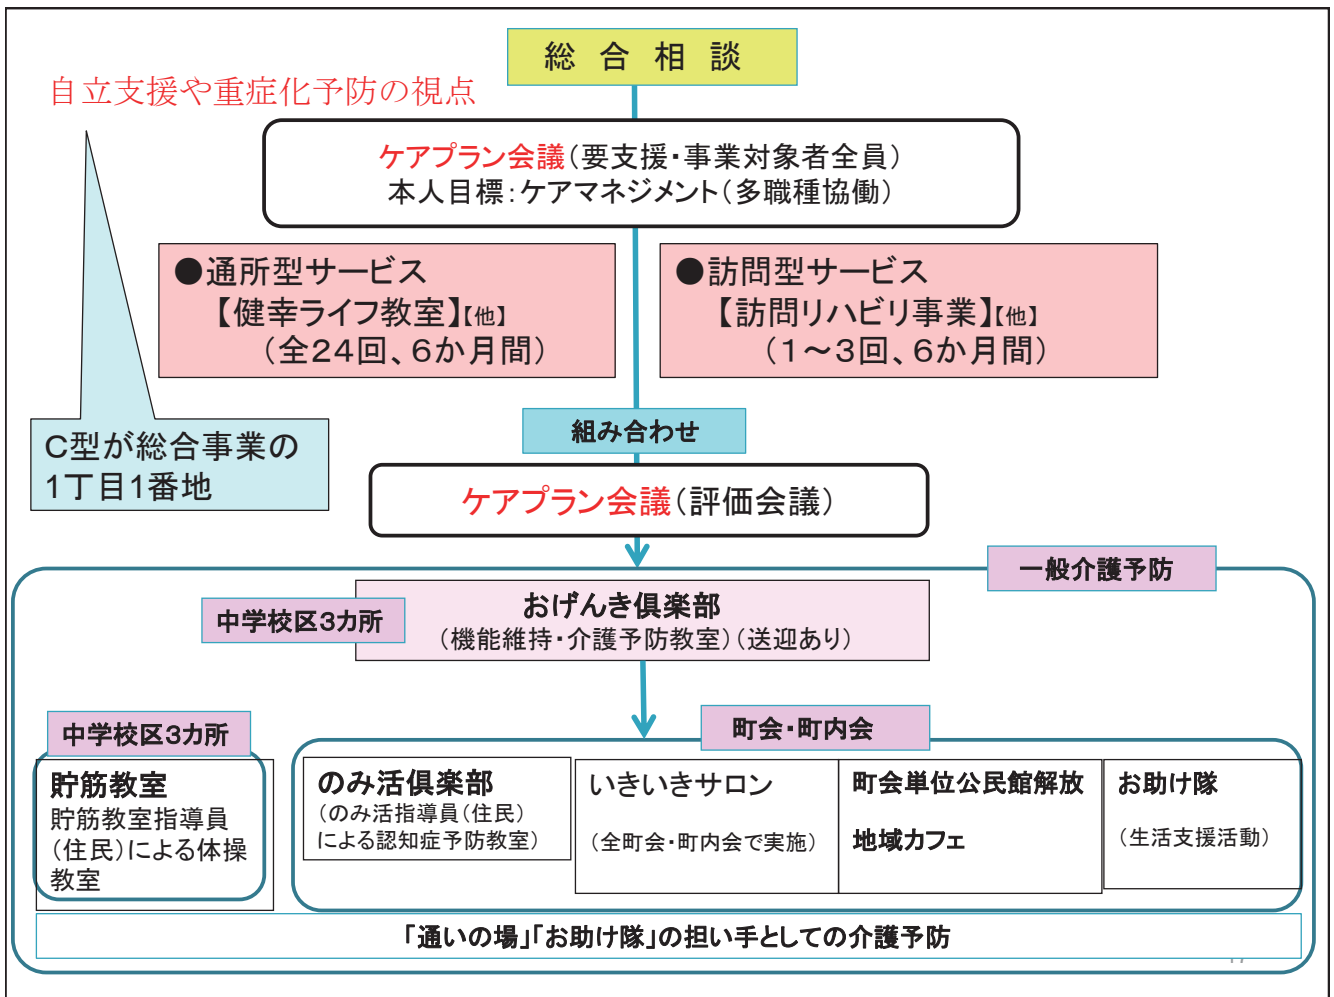 総 合 相 談
自立支援や重症化予防の視点
ケアプラン会議(要支援・事業対象者全員)
本人目標:ケアマネジメント(多職種協働)
●通所型サービス
【健幸ライフ教室】【他】
(全24回、6か月間)
●訪問型サービス
【訪問リハビリ事業】【他】
(1～3回、6か月間)
C型が総合事業の
1丁目1番地
組み合わせ
ケアプラン会議(評価会議)
一般介護予防
中学校区3カ所
おげんき倶楽部
(機能維持・介護予防教室)(送迎あり)
中学校区3カ所
町会・町内会
貯筋教室
貯筋教室指導員
(住民)による体操
教室
のみ活倶楽部
(のみ活指導員(住民)
による認知症予防教室)
いきいきサロン
(全町会・町内会で実施)
町会単位公民館解放
地域カフェ
お助け隊
(生活支援活動)
「通いの場」「お助け隊」の担い手としての介護予防